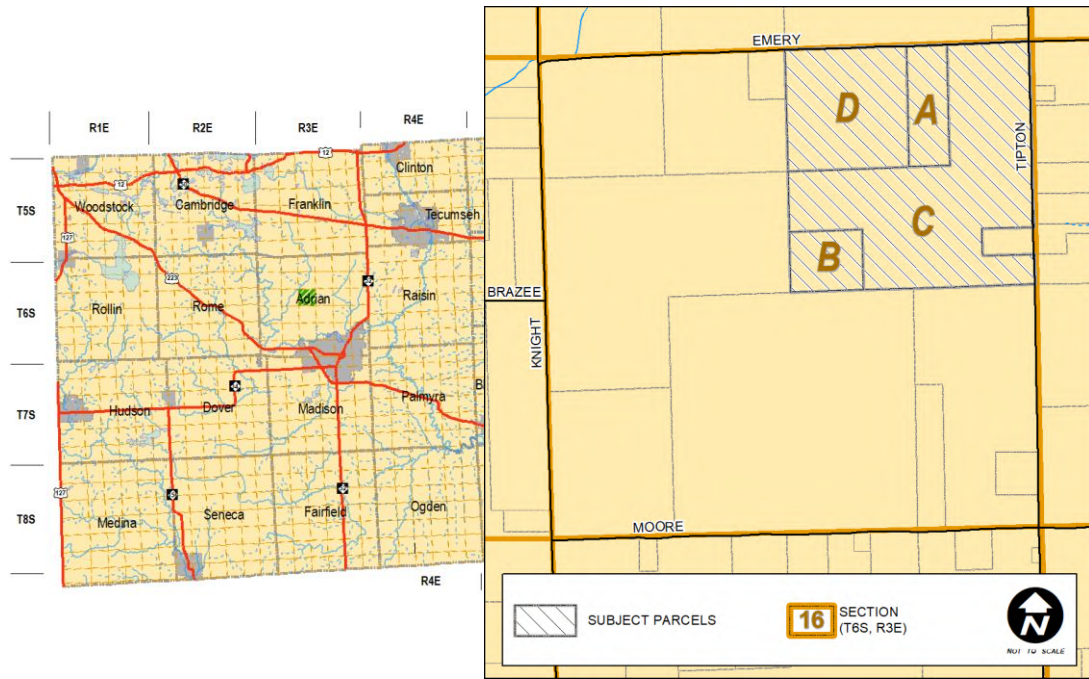 R1E
R2E
R3E
R4E
T5S
T6S
T7S
T8S
12
12
Clinton
Woodstock
Cambridge
Franklin
Tecumseh
127
223
Rollin
Rome
Adrian
Raisin
Hudson
Dover
Madison
Palmyra
B
127
Medina
Seneca
Fairfield
Ogden
R4E
EMERY
D
A
TIPTON
C
B
BRAZEE
KNIGHT
MOORE
SUBJECT PARCELS
16
SECTION
(T6S, R3E)
N
NOT TO SCALE